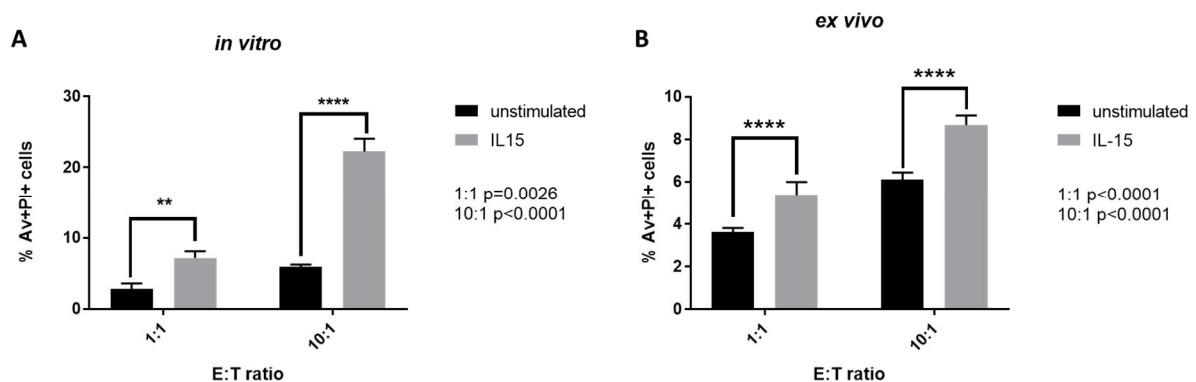 A
in vitro
30
20
10
0
% Av+PI+ cells
**
****
1:1
10:1
E:T ratio
unstimulated
IL15
1:1 p=0.0026
10:1 p<0.0001
B
ex vivo
10
8
6
4
2
0
% Av+PI+ cells
****
****
1:1
10:1
E:T ratio
unstimulated
IL-15
1:1 p<0.0001
10:1 p<0.0001